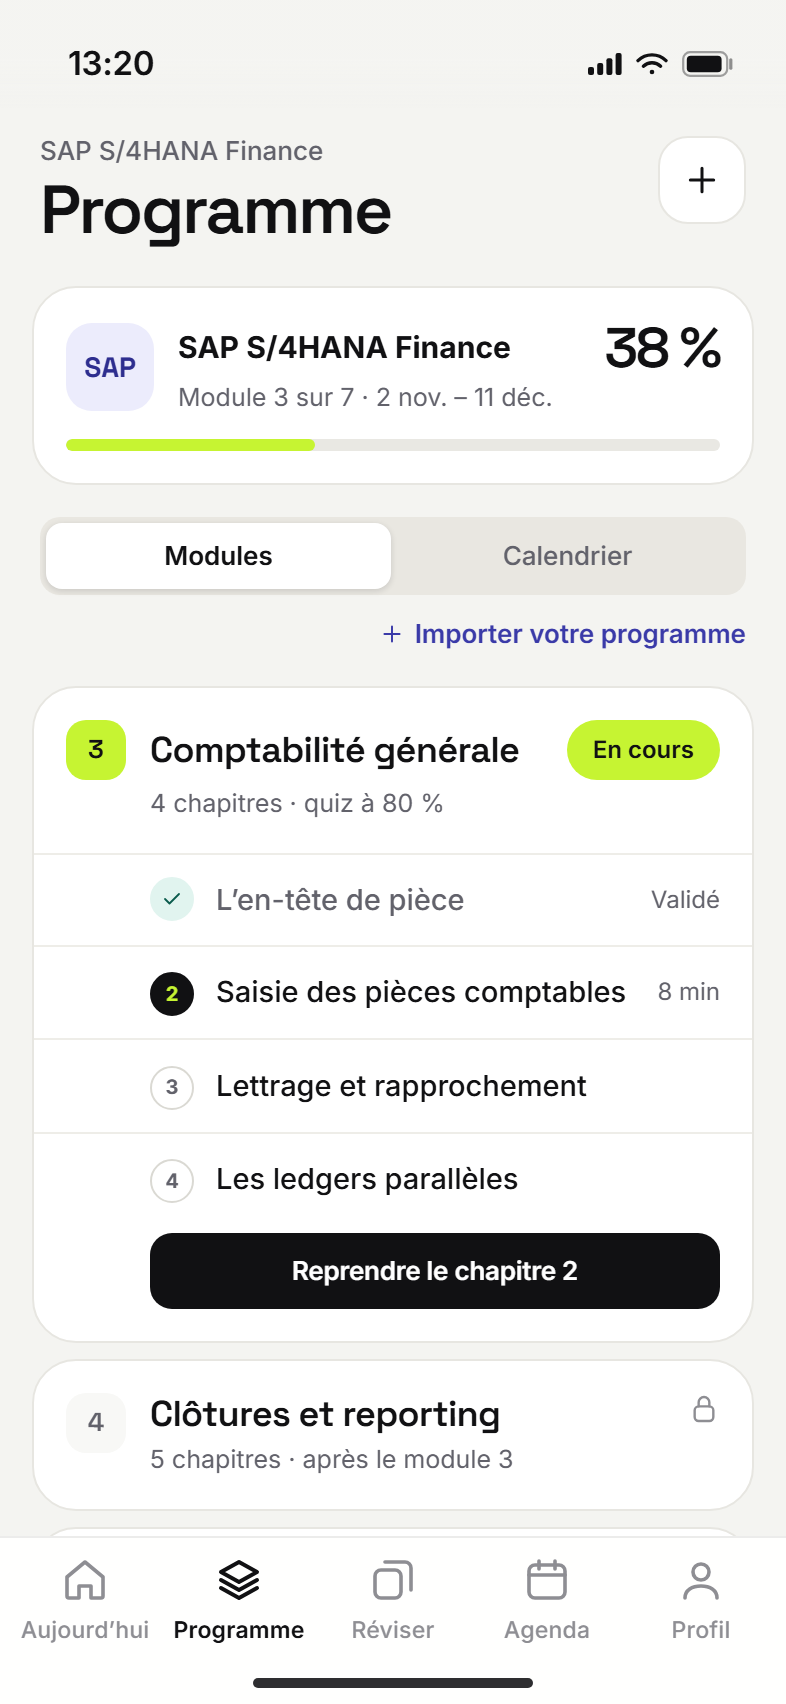 13:20
SAP S/4HANA Finance
Programme
SAP
SAP S/4HANA Finance
38 %
Module 3 sur 7 · 2 nov. – 11 déc.
Modules
Calendrier
+ Importer votre programme
3
Comptabilité générale
En cours
4 chapitres · quiz à 80 %
L’en-tête de pièce
Validé
2
Saisie des pièces comptables
8 min
3
Lettrage et rapprochement
4
Les ledgers parallèles
Reprendre le chapitre 2
4
Clôtures et reporting
5 chapitres · après le module 3
Aujourd’hui
Programme
Réviser
Agenda
Profil